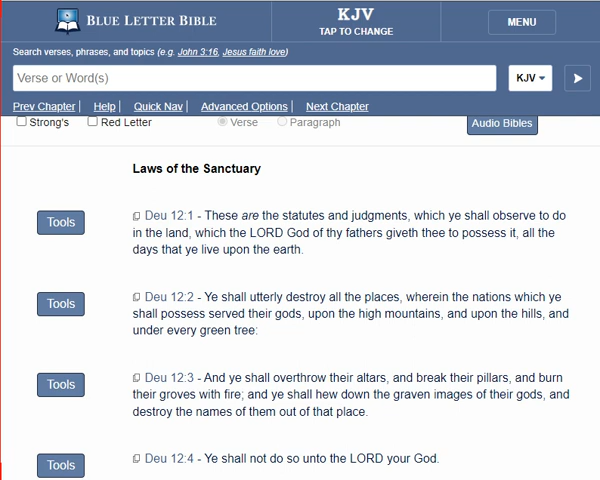 BLUE LETTER BIBLE
KJV
TAP TO CHANGE
MENU
Search verses, phrases, and topics (e.g. John 3:16, Jesus faith love)
Verse or Word(s)
KJV
Prev Chapter | Help | Quick Nav | Advanced Options | Next Chapter
Strong's Red Letter Verse Paragraph Audio Bibles
Laws of the Sanctuary
Tools
Deu 12:1 - These are the statutes and judgments, which ye shall observe to do
in the land, which the LORD God of thy fathers giveth thee to possess it, all the
days that ye live upon the earth.
Tools
Deu 12:2 - Ye shall utterly destroy all the places, wherein the nations which ye
shall possess served their gods, upon the high mountains, and upon the hills, and
under every green tree:
Tools
Deu 12:3 - And ye shall overthrow their altars, and break their pillars, and burn
their groves with fire; and ye shall hew down the graven images of their gods, and
destroy the names of them out of that place.
Tools
Deu 12:4 - Ye shall not do so unto the LORD your God.